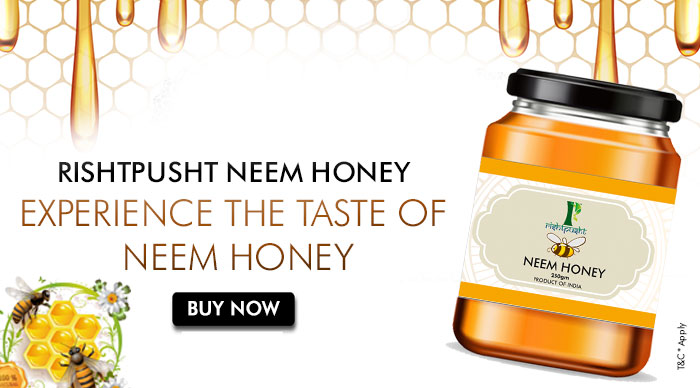 RISHTPUSHT NEEM HONEY
EXPERIENCE THE TASTE OF
NEEM HONEY
BUY NOW
rishtpusht
NEEM HONEY
250gm
PRODUCT OF INDIA
T&C * Apply
100 %